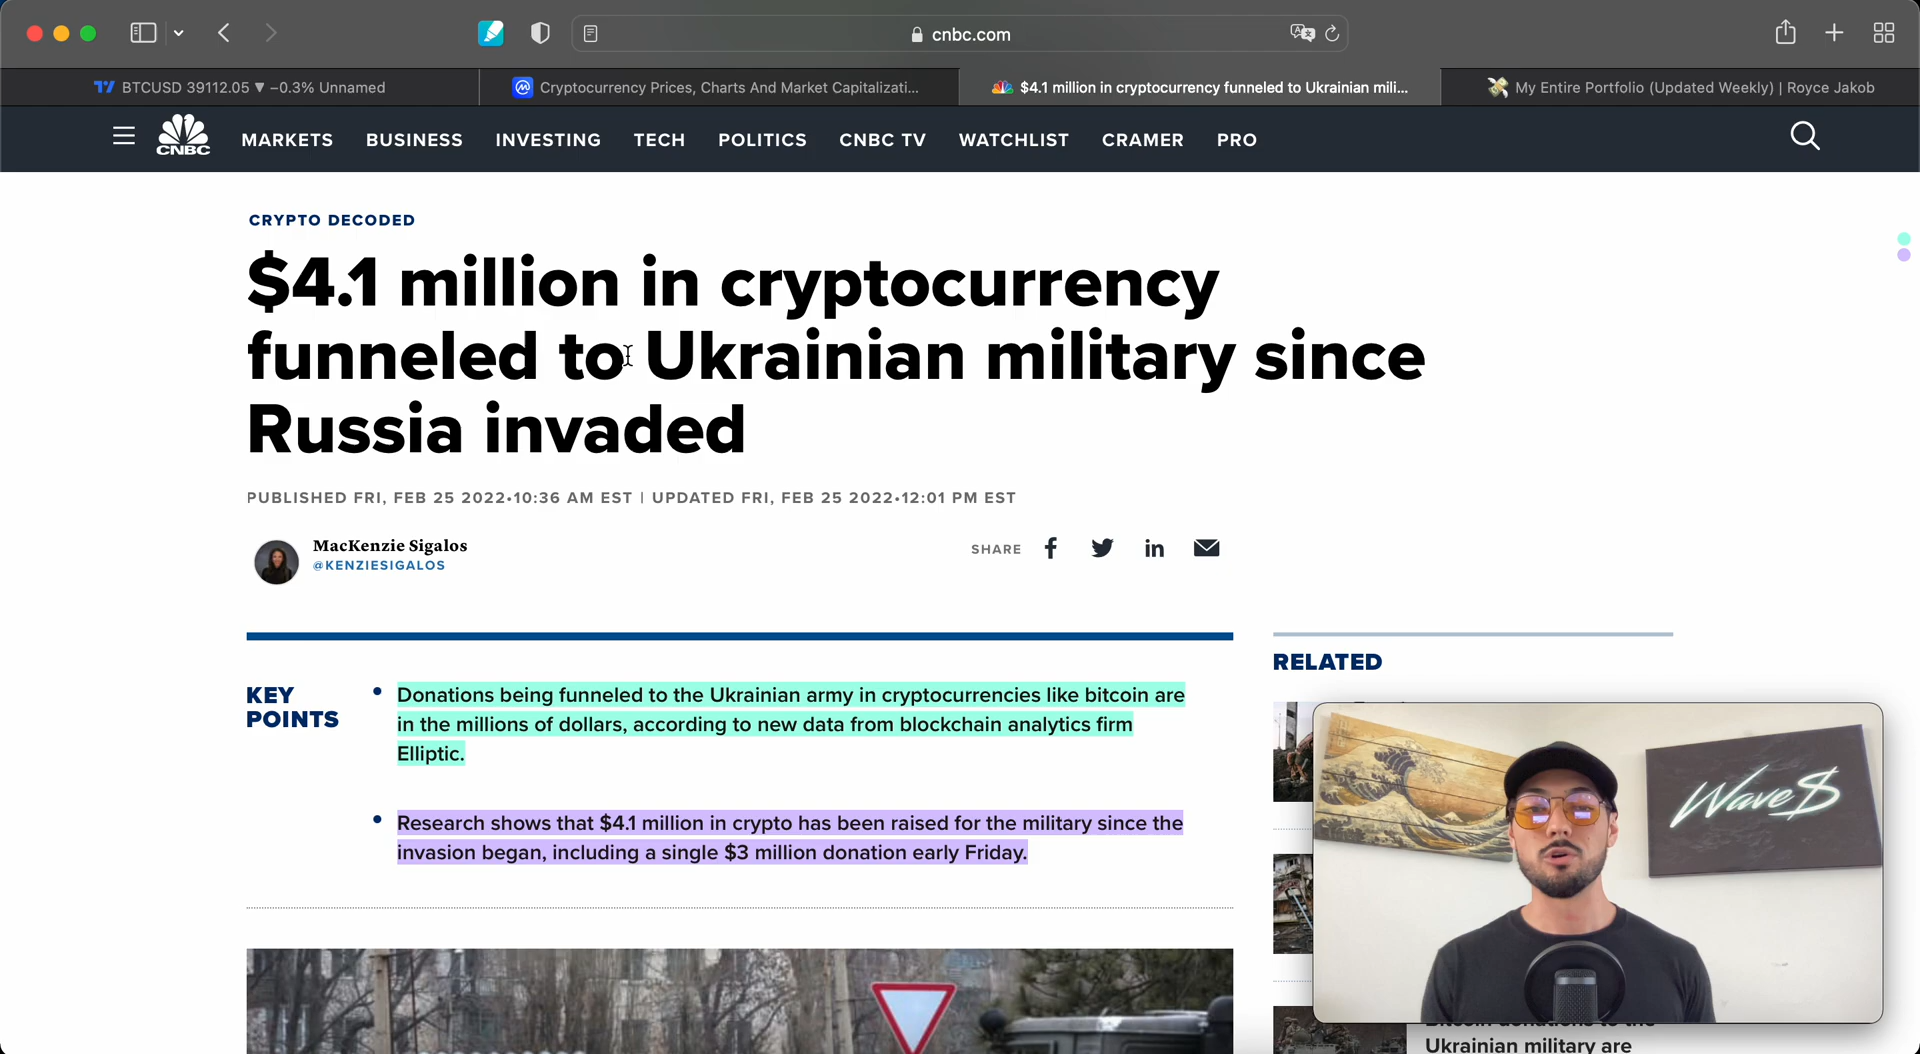 cnbc.com
BTCUSD 39112.05 ▼ −0.3% Unnamed
Cryptocurrency Prices, Charts And Market Capitalizati...
$4.1 million in cryptocurrency funneled to Ukrainian mili...
My Entire Portfolio (Updated Weekly) | Royce Jakob
CNBC
MARKETS BUSINESS INVESTING TECH POLITICS CNBC TV WATCHLIST CRAMER PRO
CRYPTO DECODED
$4.1 million in cryptocurrency
funneled to Ukrainian military since
Russia invaded
PUBLISHED FRI, FEB 25 2022•10:36 AM EST | UPDATED FRI, FEB 25 2022•12:01 PM EST
MacKenzie Sigalos
@KENZIESIGALOS
SHARE
KEY
POINTS
Donations being funneled to the Ukrainian army in cryptocurrencies like bitcoin are
in the millions of dollars, according to new data from blockchain analytics firm
Elliptic.
Research shows that $4.1 million in crypto has been raised for the military since the
invasion began, including a single $3 million donation early Friday.
RELATED
Wave$
Bitcoin donations to the
Ukrainian military are